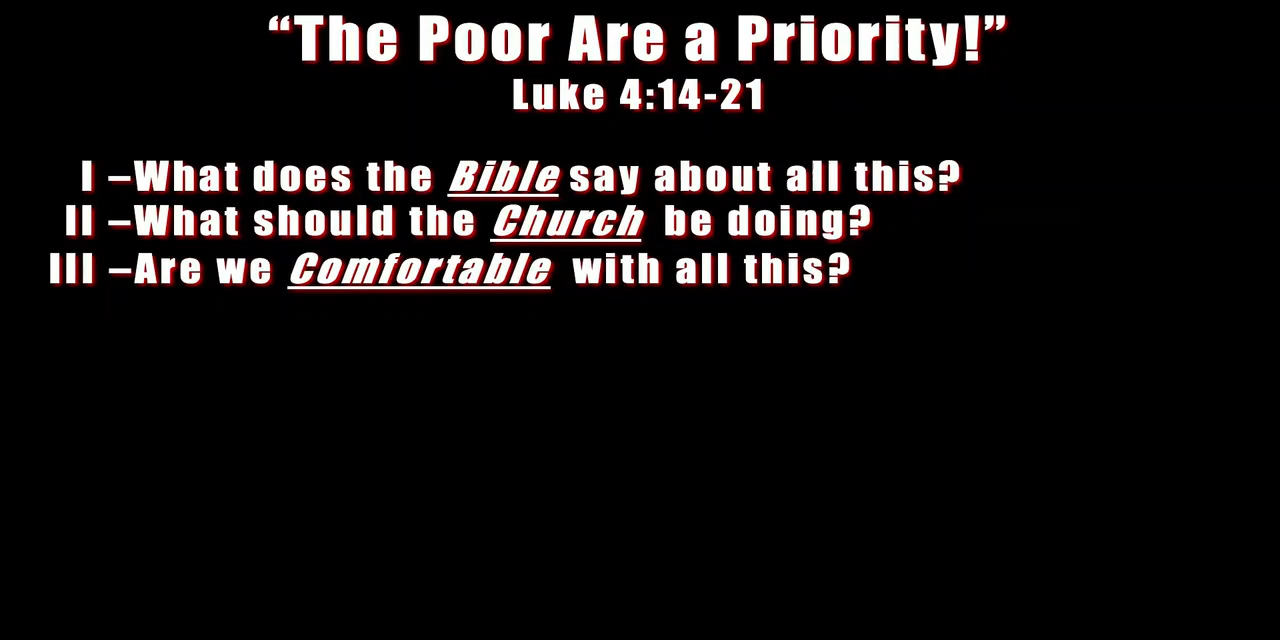 “The Poor Are a Priority!”
Luke 4:14-21
I –What does the Bible say about all this?
II –What should the Church be doing?
III –Are we Comfortable with all this?